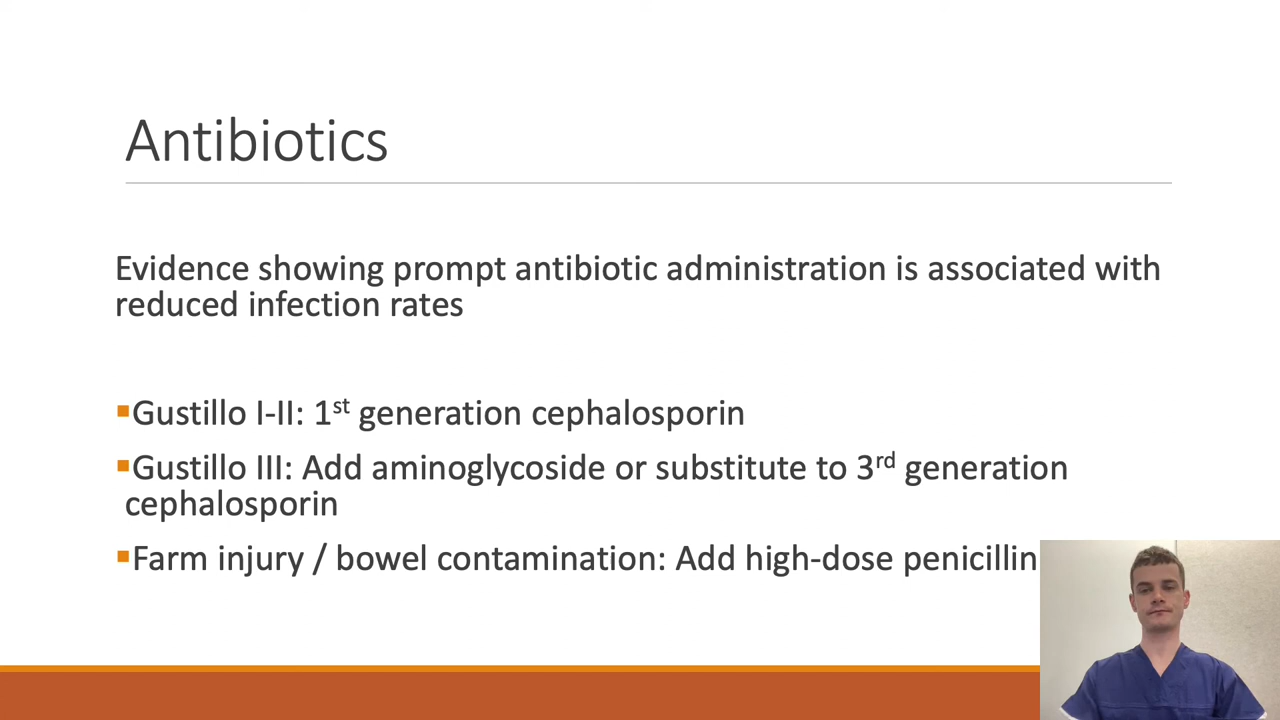 Antibiotics
Evidence showing prompt antibiotic administration is associated with
reduced infection rates
▪Gustillo I-II: 1st generation cephalosporin
▪Gustillo III: Add aminoglycoside or substitute to 3rd generation
cephalosporin
▪Farm injury / bowel contamination: Add high-dose penicillin